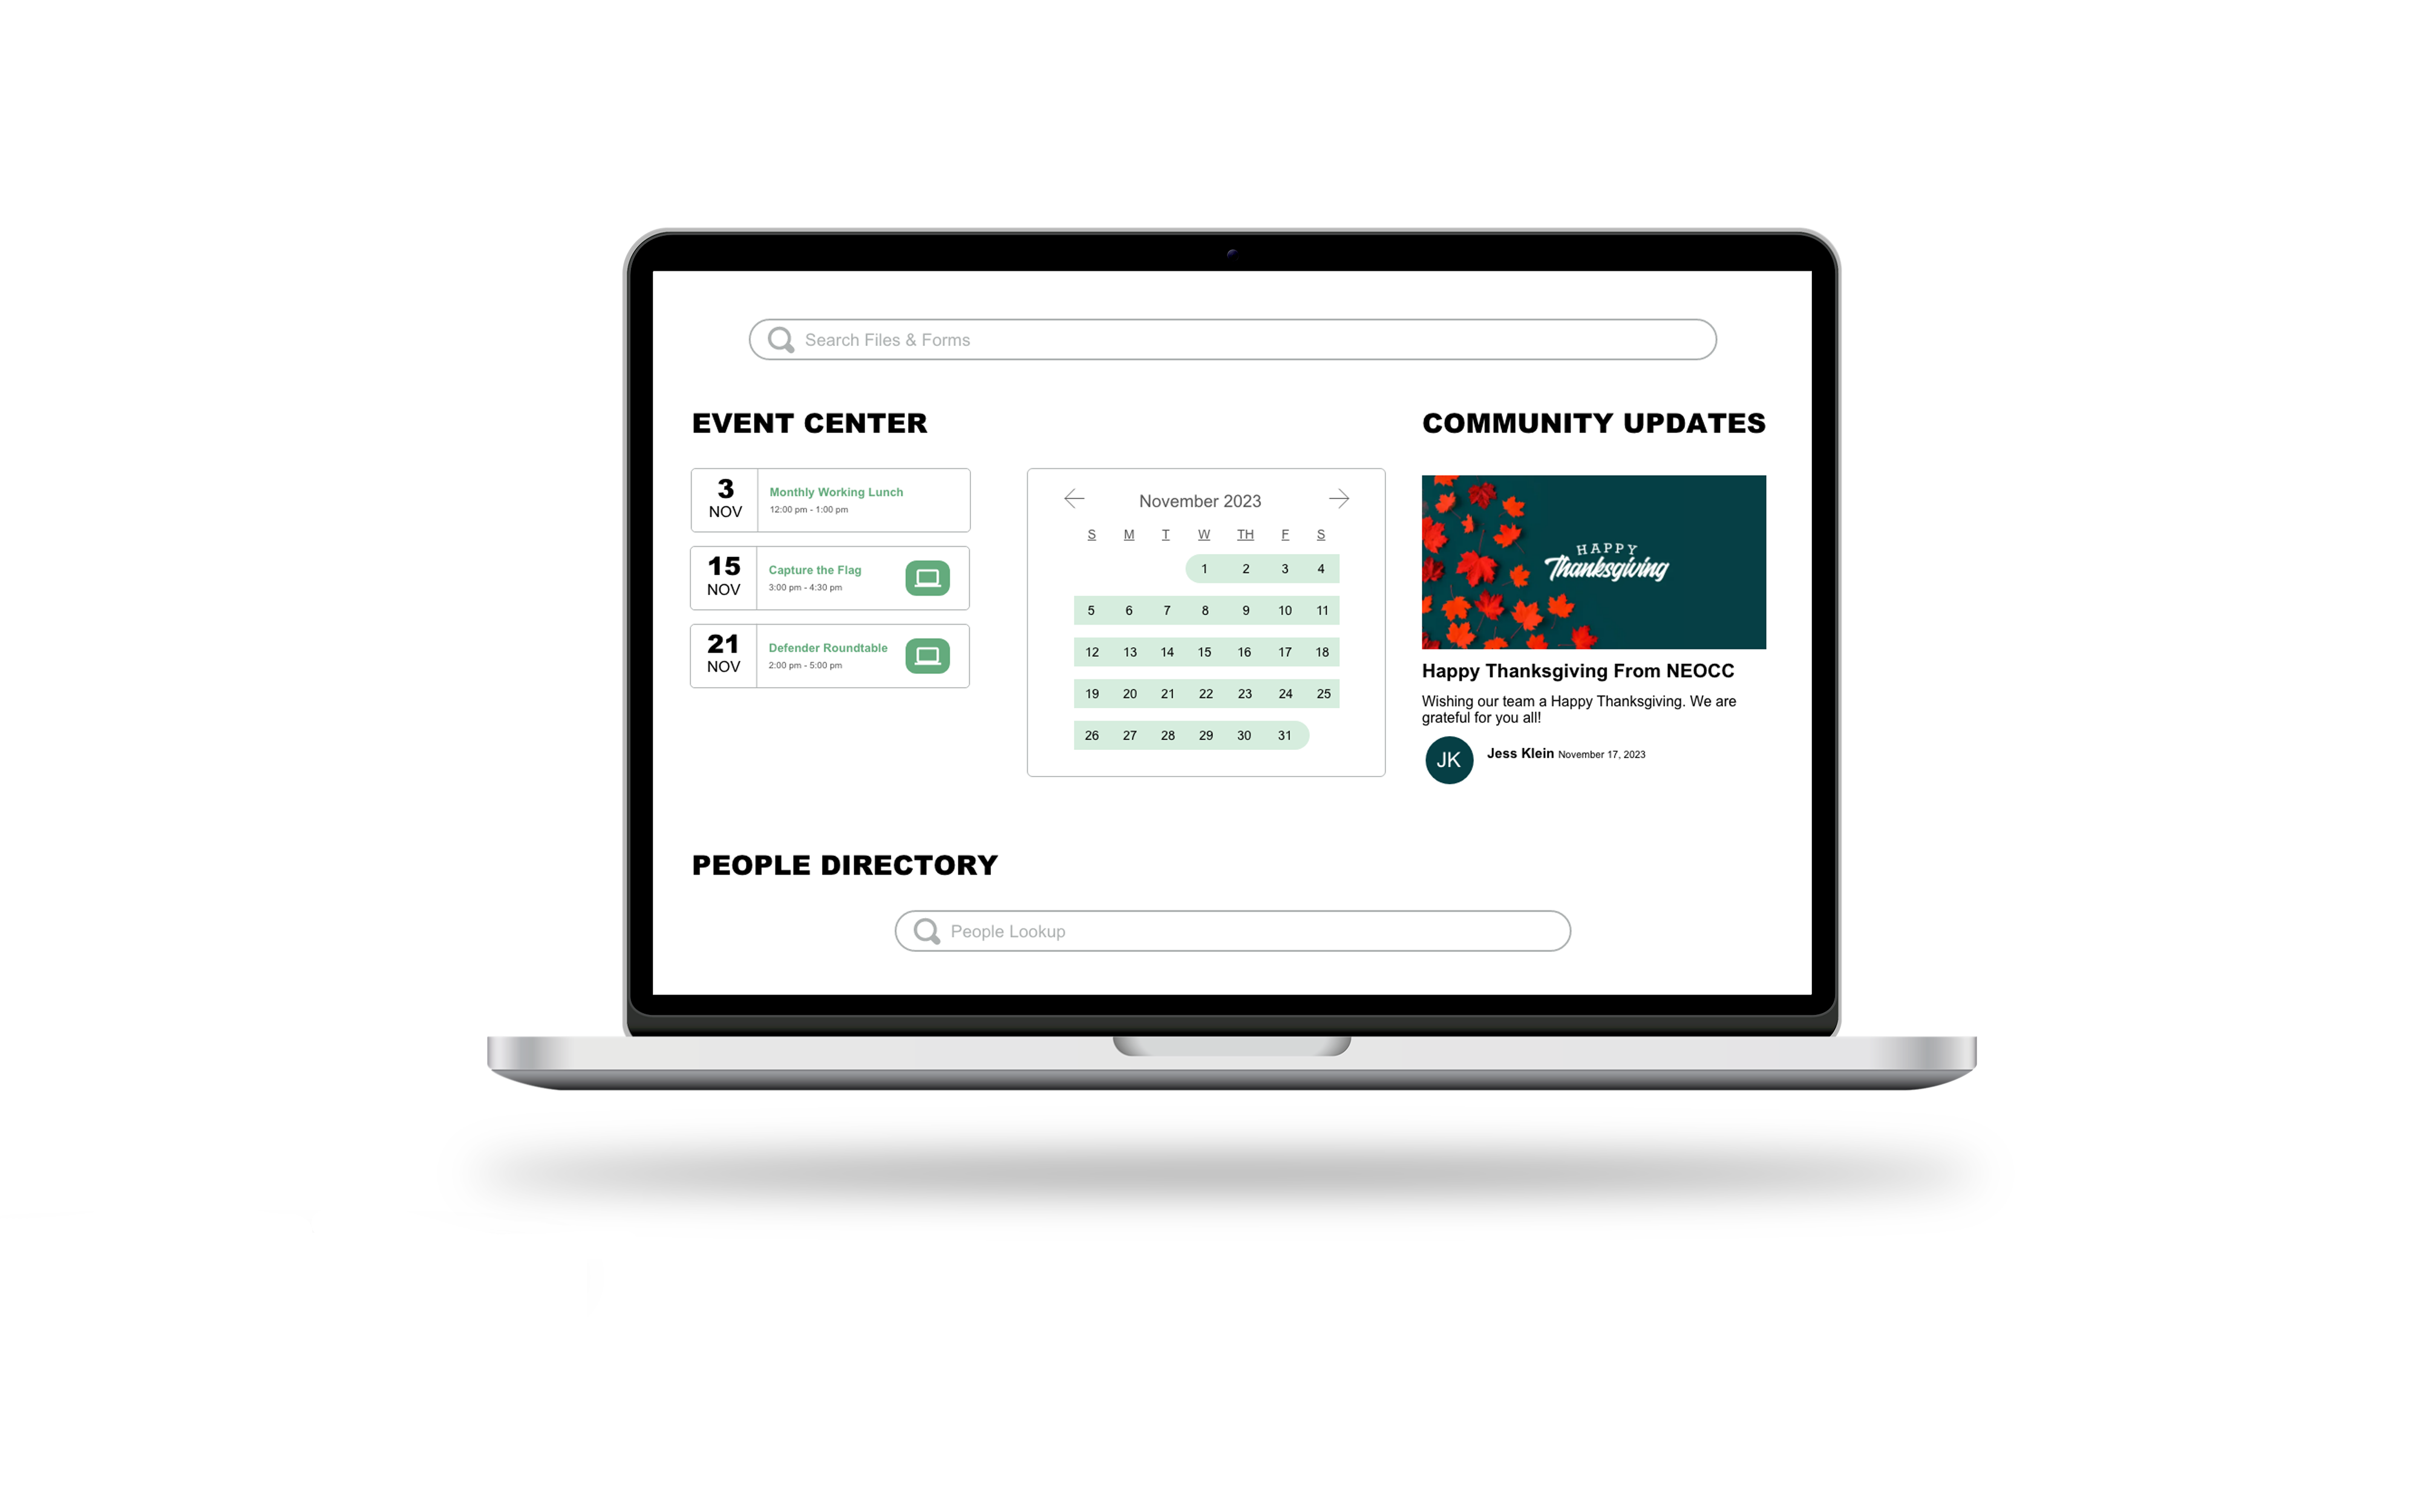 Search Files & Forms
EVENT CENTER
3
NOV
Monthly Working Lunch
12:00 pm - 1:00 pm
15
NOV
Capture the Flag
3:00 pm - 4:30 pm
21
NOV
Defender Roundtable
2:00 pm - 5:00 pm
November 2023
S M T W TH F S
1 2 3 4
5 6 7 8 9 10 11
12 13 14 15 16 17 18
19 20 21 22 23 24 25
26 27 28 29 30 31
COMMUNITY UPDATES
HAPPY
Thanksgiving
Happy Thanksgiving From NEOCC
Wishing our team a Happy Thanksgiving. We are
grateful for you all!
JK
Jess Klein November 17, 2023
PEOPLE DIRECTORY
People Lookup